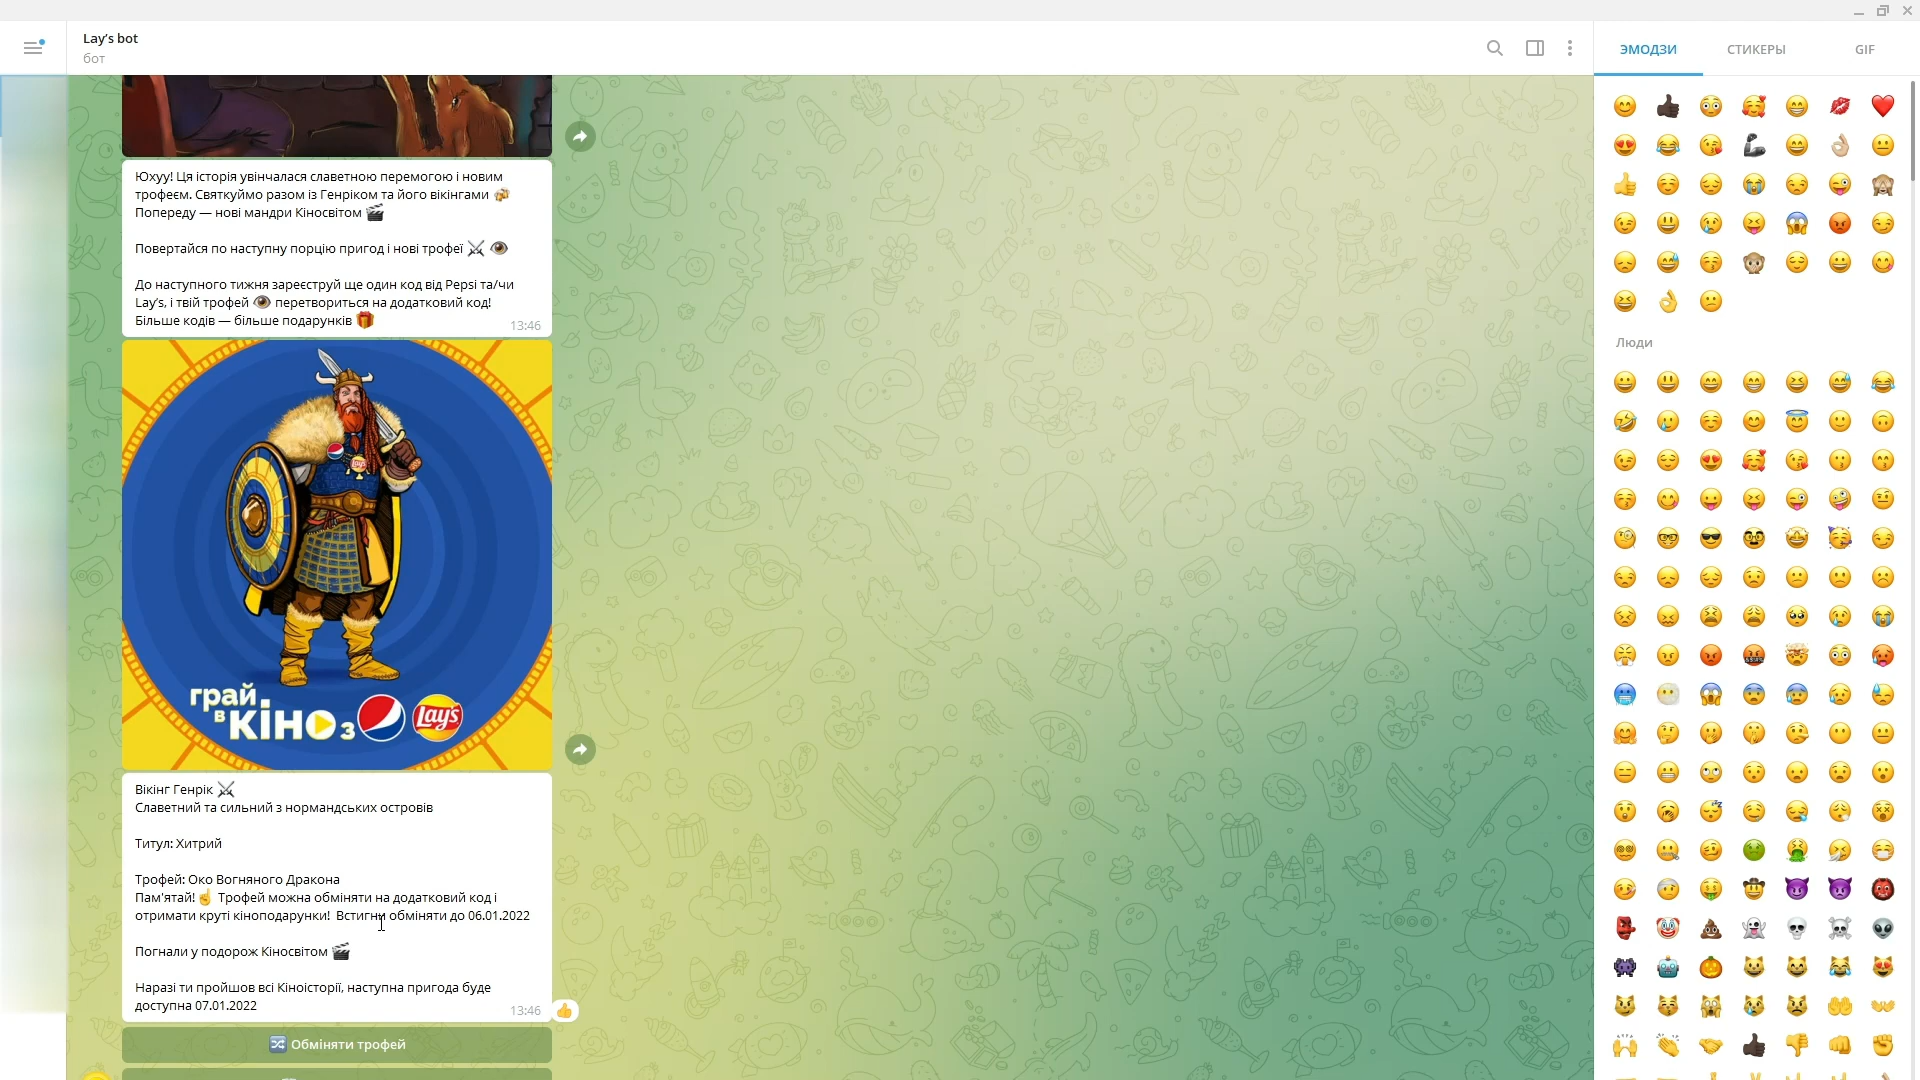 Lay's bot
бот
ЭМОДЗИ
СТИКЕРЫ
GIF
Юхуу! Ця історія увінчалася славетною перемогою і новим
трофеєм. Святкуймо разом із Генріком та його вікінгами 🍻
Попереду — нові мандри Кіносвітом 🎬
Повертайся по наступну порцію пригод і нові трофеї ⚔️ 👁️
До наступного тижня зареєструй ще один код від Pepsi та/чи
Lay's, і твій трофей 👁️ перетвориться на додатковий код!
Більше кодів — більше подарунків 🎁
13:46
Lay's
грай
в
КІНО з
Lay's
Вікінг Генрік ⚔️
Славетний та сильний з нормандських островів
Титул: Хитрий
Трофей: Око Вогняного Дракона
Пам'ятай!☝️ Трофей можна обміняти на додатковий код і
отримати круті кіноподарунки! Встигни обміняти до 06.01.2022
Погнали у подорож Кіносвітом 🎬
Наразі ти пройшов всі Кіноісторії, наступна пригода буде
доступна 07.01.2022
13:46
🔀 Обміняти трофей
Люди